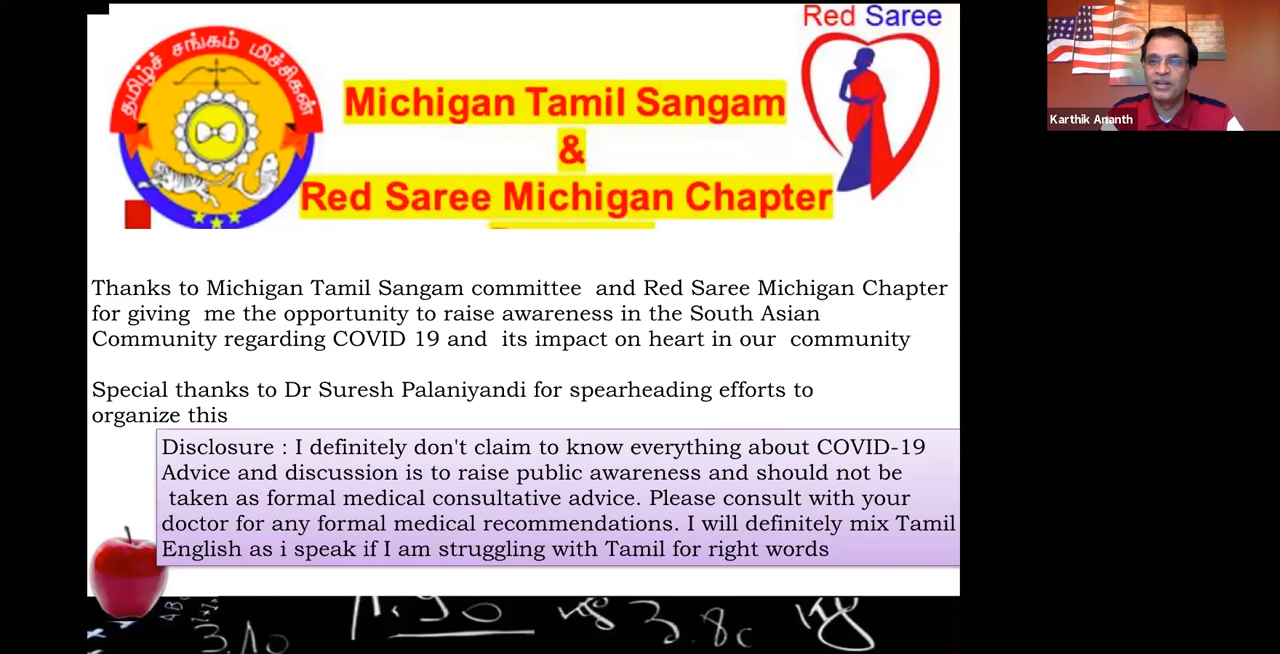 தமிழ்ச் சங்கம் மிச்சிகன்
Red Saree
Michigan Tamil Sangam
&
Red Saree Michigan Chapter
Karthik Ananth
Thanks to Michigan Tamil Sangam committee and Red Saree Michigan Chapter
for giving me the opportunity to raise awareness in the South Asian
Community regarding COVID 19 and its impact on heart in our community
Special thanks to Dr Suresh Palaniyandi for spearheading efforts to
organize this
Disclosure : I definitely don't claim to know everything about COVID-19
Advice and discussion is to raise public awareness and should not be
taken as formal medical consultative advice. Please consult with your
doctor for any formal medical recommendations. I will definitely mix Tamil
English as i speak if I am struggling with Tamil for right words